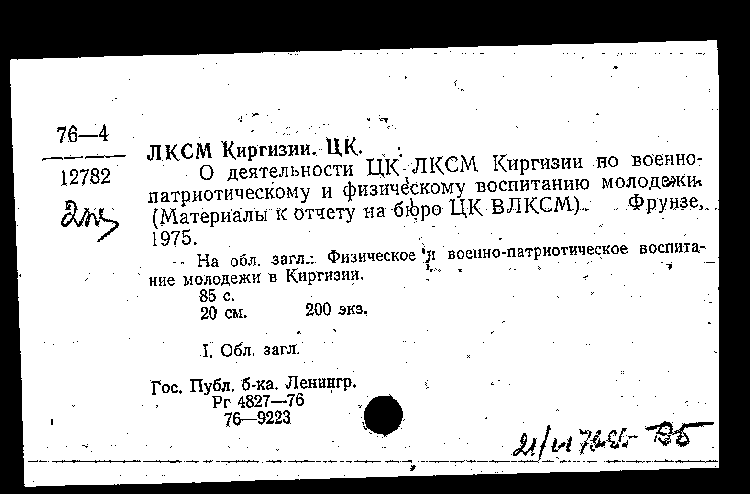 76—4
12782
ЛКСМ Киргизии. ЦК.
О деятельности ЦК ЛКСМ Киргизии по военно-
патриотическому и физическому воспитанию молодежи
(Материалы к отчету на бюро ЦК ВЛКСМ). Фрунзе,
1975.
На обл. загл.: Физическое и военно-патриотическое воспита-
ние молодежи в Киргизии.
85 с.
20 см. 200 экз.
I. Обл. загл.
Гос. Публ. б-ка. Ленингр.
Рг 4827—76
76—9223